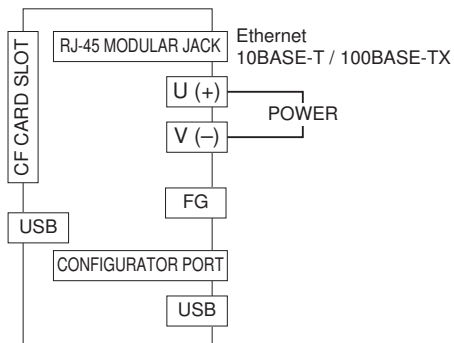 CF CARD SLOT
RJ-45 MODULAR JACK
Ethernet
10BASE-T / 100BASE-TX
U (+)
POWER
V (–)
FG
USB
CONFIGURATOR PORT
USB